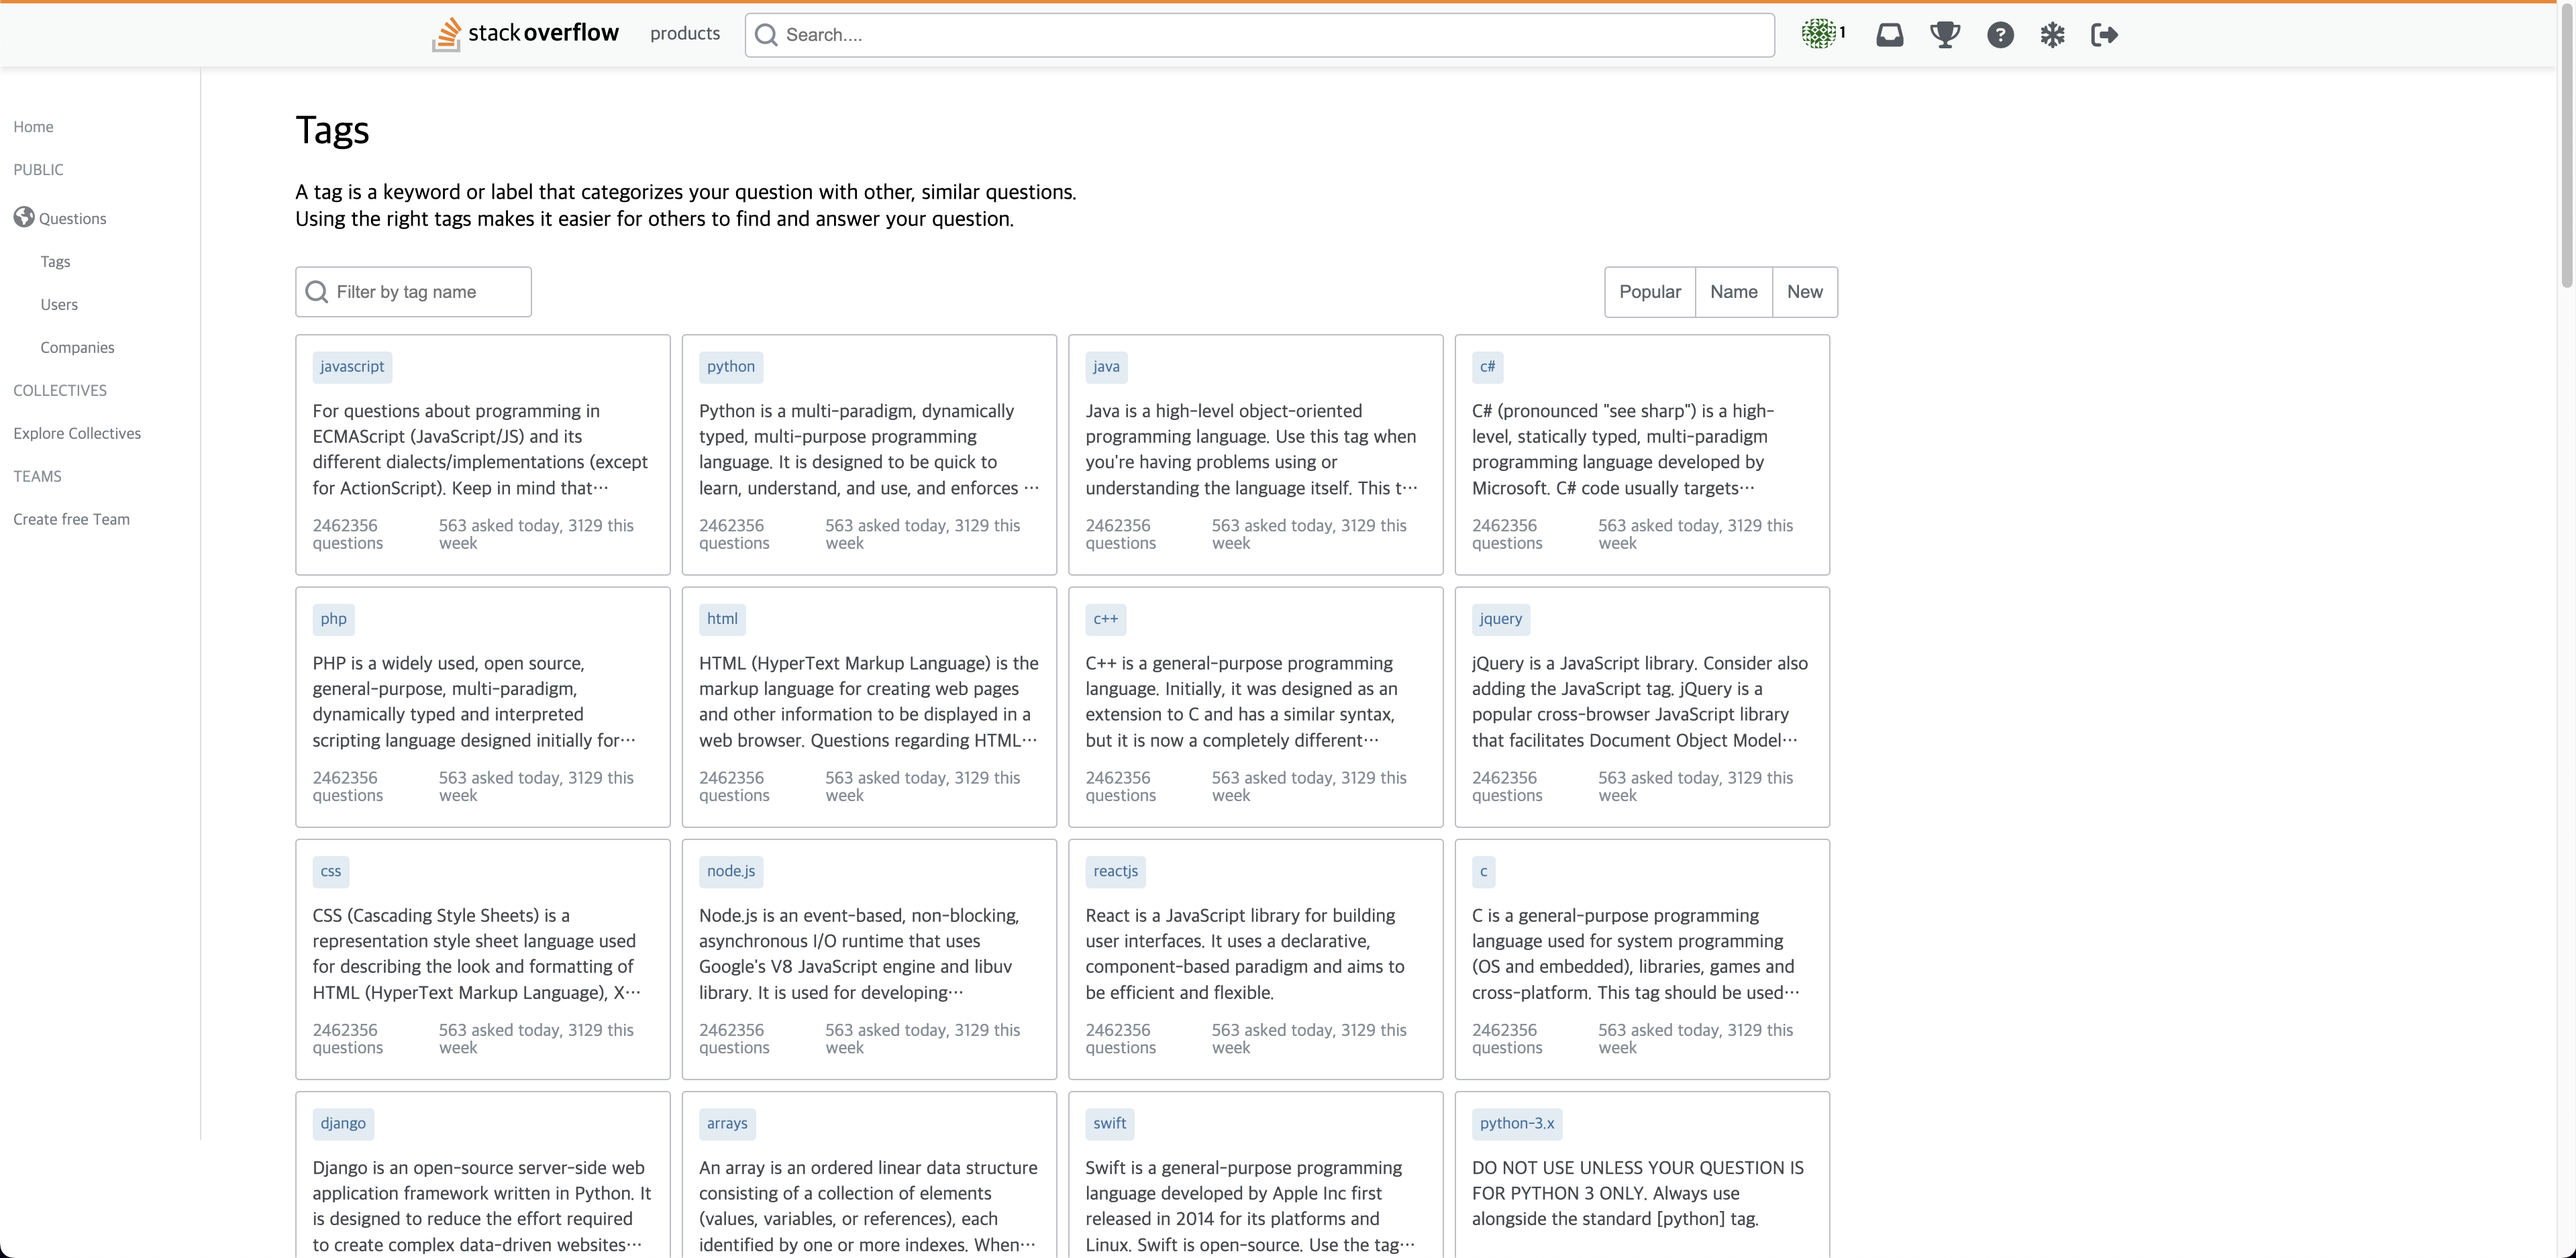 stack overflow
products
Search....
1
Home
PUBLIC
Questions
Tags
Users
Companies
COLLECTIVES
Explore Collectives
TEAMS
Create free Team
Tags
A tag is a keyword or label that categorizes your question with other, similar questions.
Using the right tags makes it easier for others to find and answer your question.
Filter by tag name
Popular
Name
New
javascript
For questions about programming in
ECMAScript (JavaScript/JS) and its
different dialects/implementations (except
for ActionScript). Keep in mind that…
2462356
questions
563 asked today, 3129 this
week
python
Python is a multi-paradigm, dynamically
typed, multi-purpose programming
language. It is designed to be quick to
learn, understand, and use, and enforces …
2462356
questions
563 asked today, 3129 this
week
java
Java is a high-level object-oriented
programming language. Use this tag when
you're having problems using or
understanding the language itself. This t…
2462356
questions
563 asked today, 3129 this
week
c#
C# (pronounced "see sharp") is a high-
level, statically typed, multi-paradigm
programming language developed by
Microsoft. C# code usually targets…
2462356
questions
563 asked today, 3129 this
week
php
PHP is a widely used, open source,
general-purpose, multi-paradigm,
dynamically typed and interpreted
scripting language designed initially for…
2462356
questions
563 asked today, 3129 this
week
html
HTML (HyperText Markup Language) is the
markup language for creating web pages
and other information to be displayed in a
web browser. Questions regarding HTML…
2462356
questions
563 asked today, 3129 this
week
c++
C++ is a general-purpose programming
language. Initially, it was designed as an
extension to C and has a similar syntax,
but it is now a completely different…
2462356
questions
563 asked today, 3129 this
week
jquery
jQuery is a JavaScript library. Consider also
adding the JavaScript tag. jQuery is a
popular cross-browser JavaScript library
that facilitates Document Object Model…
2462356
questions
563 asked today, 3129 this
week
css
CSS (Cascading Style Sheets) is a
representation style sheet language used
for describing the look and formatting of
HTML (HyperText Markup Language), X…
2462356
questions
563 asked today, 3129 this
week
node.js
Node.js is an event-based, non-blocking,
asynchronous I/O runtime that uses
Google's V8 JavaScript engine and libuv
library. It is used for developing…
2462356
questions
563 asked today, 3129 this
week
reactjs
React is a JavaScript library for building
user interfaces. It uses a declarative,
component-based paradigm and aims to
be efficient and flexible.
2462356
questions
563 asked today, 3129 this
week
c
C is a general-purpose programming
language used for system programming
(OS and embedded), libraries, games and
cross-platform. This tag should be used…
2462356
questions
563 asked today, 3129 this
week
django
Django is an open-source server-side web
application framework written in Python. It
is designed to reduce the effort required
to create complex data-driven websites…
arrays
An array is an ordered linear data structure
consisting of a collection of elements
(values, variables, or references), each
identified by one or more indexes. When…
swift
Swift is a general-purpose programming
language developed by Apple Inc first
released in 2014 for its platforms and
Linux. Swift is open-source. Use the tag…
python-3.x
DO NOT USE UNLESS YOUR QUESTION IS
FOR PYTHON 3 ONLY. Always use
alongside the standard [python] tag.